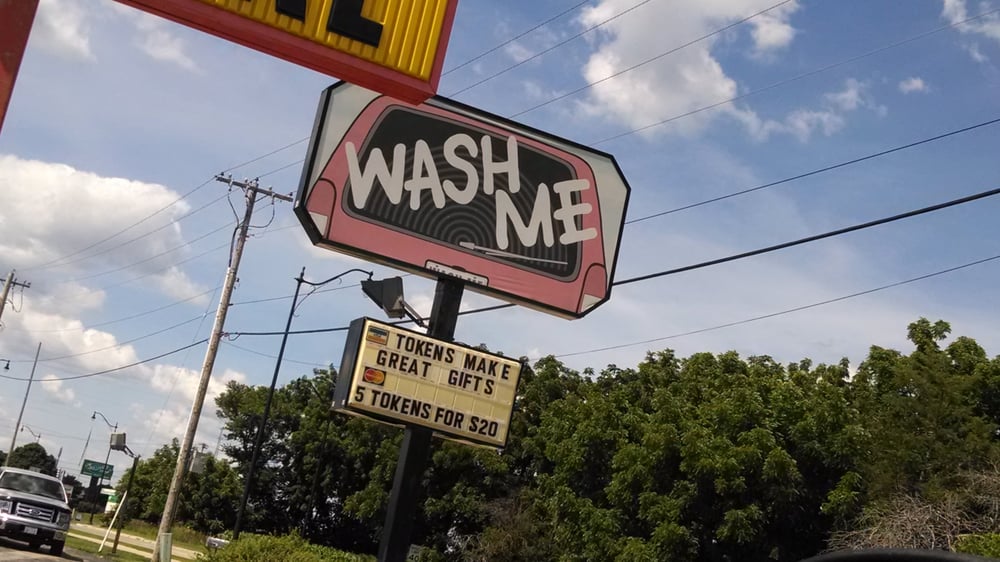 WASH
ME
TOKENS MAKE
GREAT GIFTS
5 TOKENS FOR $20